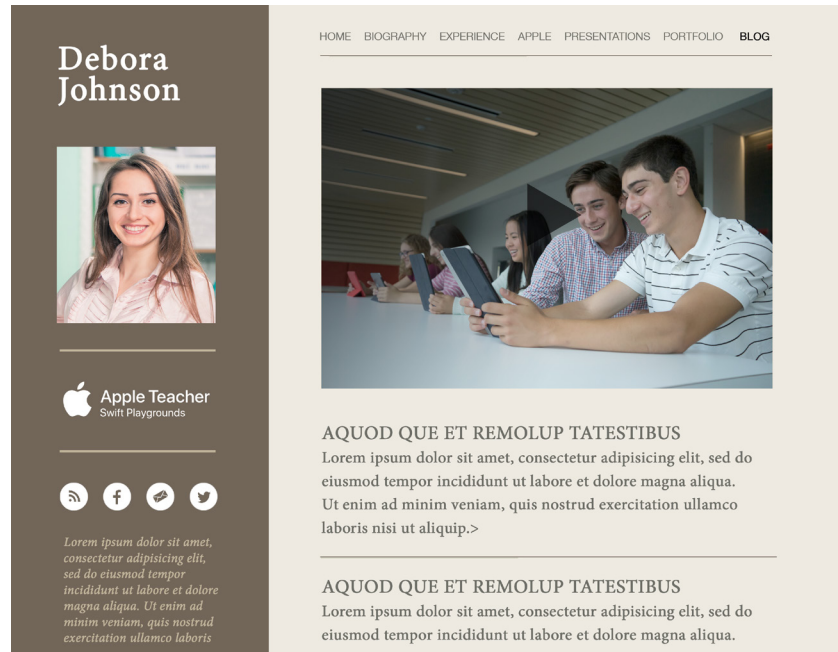 Debora
Johnson
Apple Teacher
Swift Playgrounds
Lorem ipsum dolor sit amet,
consectetur adipisicing elit,
sed do eiusmod tempor
incididunt ut labore et dolore
magna aliqua. Ut enim ad
minim veniam, quis nostrud
exercitation ullamco laboris
HOME BIOGRAPHY EXPERIENCE APPLE PRESENTATIONS PORTFOLIO BLOG
AQUOD QUE ET REMOLUP TATESTIBUS
Lorem ipsum dolor sit amet, consectetur adipisicing elit, sed do
eiusmod tempor incididunt ut labore et dolore magna aliqua.
Ut enim ad minim veniam, quis nostrud exercitation ullamco
laboris nisi ut aliquip.>
AQUOD QUE ET REMOLUP TATESTIBUS
Lorem ipsum dolor sit amet, consectetur adipisicing elit, sed do
eiusmod tempor incididunt ut labore et dolore magna aliqua.